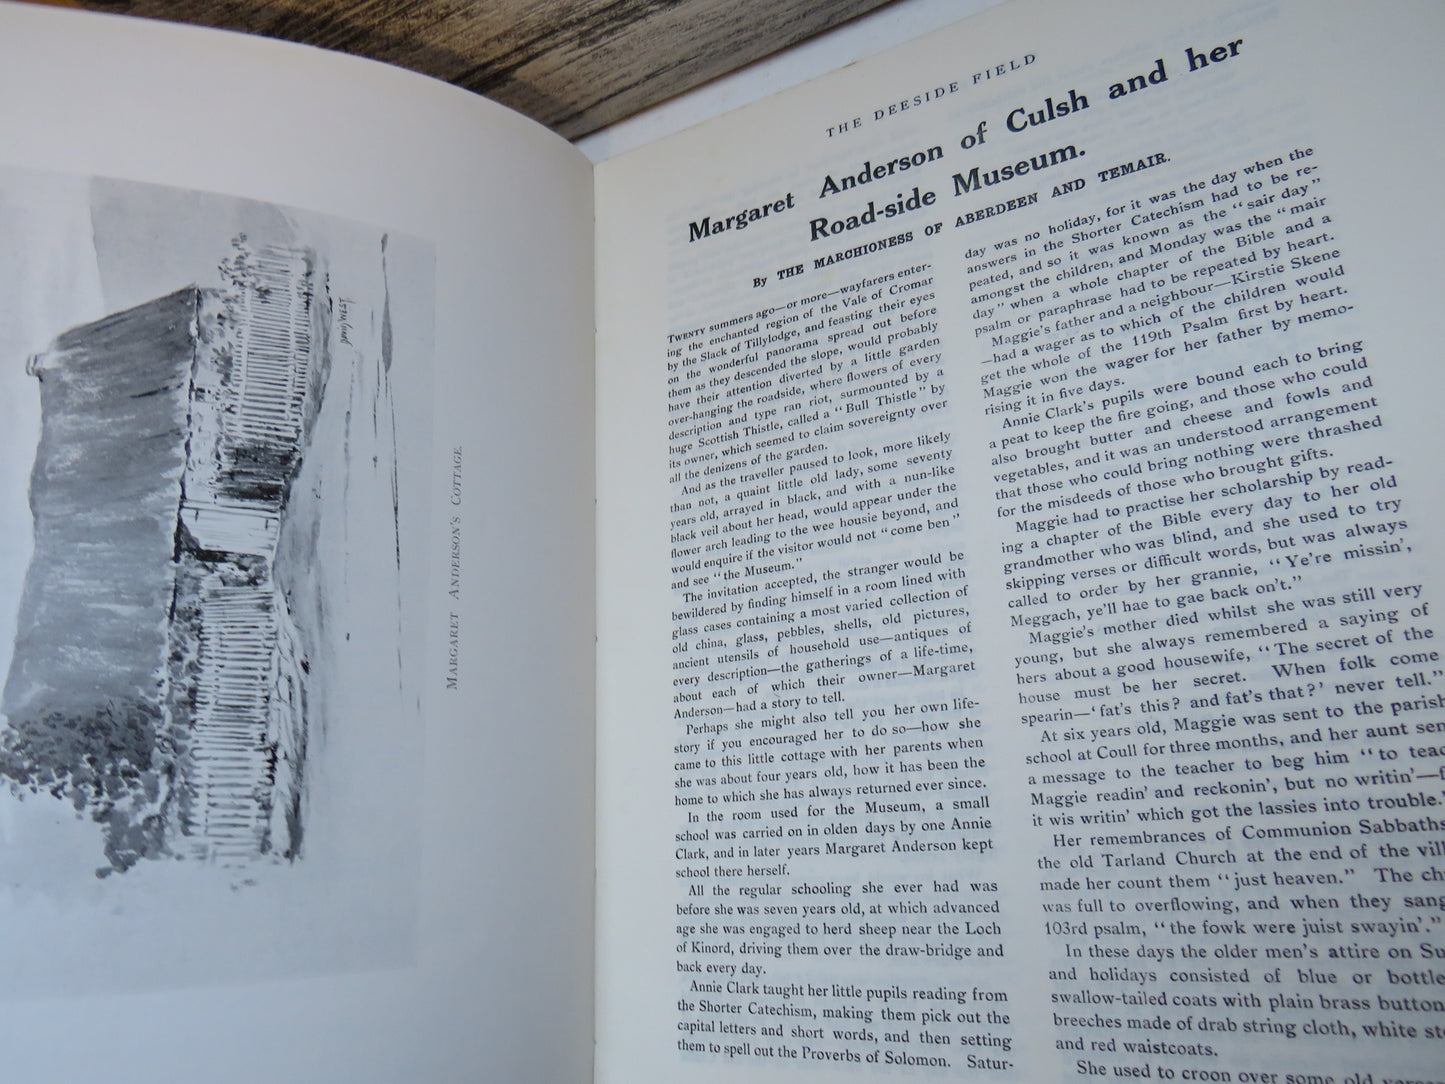 DAVID WEST
MARGARET ANDERSON'S COTTAGE
THE DEESIDE FIELD
Margaret Anderson of Culsh and her
Road-side Museum.
By THE MARCHIONESS OF ABERDEEN AND TEMAIR.
TWENTY summers ago—or more—wayfarers enter-
ing the enchanted region of the Vale of Cromar
by the Slack of Tillylodge, and feasting their eyes
on the wonderful panorama spread out before
them as they descended the slope, would probably
have their attention diverted by a little garden
over-hanging the roadside, where flowers of every
description and type ran riot, surmounted by a
huge Scottish Thistle, called a "Bull Thistle" by
its owner, which seemed to claim sovereignty over
all the denizens of the garden.
And as the traveller paused to look, more likely
than not, a quaint little old lady, some seventy
years old, arrayed in black, and with a nun-like
black veil about her head, would appear under the
flower arch leading to the wee housie beyond, and
would enquire if the visitor would not "come ben"
and see "the Museum."
The invitation accepted, the stranger would be
bewildered by finding himself in a room lined with
glass cases containing a most varied collection of
old china, glass, pebbles, shells, old pictures,
ancient utensils of household use—antiques of
every description—the gatherings of a life-time,
about each of which their owner—Margaret
Anderson—had a story to tell.
Perhaps she might also tell you her own life-
story if you encouraged her to do so—how she
came to this little cottage with her parents when
she was about four years old, how it has been the
home to which she has always returned ever since.
In the room used for the Museum, a small
school was carried on in olden days by one Annie
Clark, and in later years Margaret Anderson kept
school there herself.
All the regular schooling she ever had was
before she was seven years old, at which advanced
age she was engaged to herd sheep near the Loch
of Kinord, driving them over the draw-bridge and
back every day.
Annie Clark taught her little pupils reading from
the Shorter Catechism, making them pick out the
capital letters and short words, and then setting
them to spell out the Proverbs of Solomon. Satur-
day was no holiday, for it was the day when the
answers in the Shorter Catechism had to be re-
peated, and so it was known as the "sair day"
amongst the children, and Monday was the "mair
day" when a whole chapter of the Bible and a
psalm or paraphrase had to be repeated by heart.
Maggie's father and a neighbour—Kirstie Skene
—had a wager as to which of the children would
get the whole of the 119th Psalm first by heart.
Maggie won the wager for her father by memo-
rising it in five days.
Annie Clark's pupils were bound each to bring
a peat to keep the fire going, and those who could
also brought butter and cheese and fowls and
vegetables, and it was an understood arrangement
that those who could bring nothing were thrashed
for the misdeeds of those who brought gifts.
Maggie had to practise her scholarship by read-
ing a chapter of the Bible every day to her old
grandmother who was blind, and she used to try
skipping verses or difficult words, but was always
called to order by her grannie, "Ye're missin',
Meggach, ye'll hae to gae back on't."
Maggie's mother died whilst she was still very
young, but she always remembered a saying of
hers about a good housewife, "The secret of the
house must be her secret. When folk come
spearin—'fat's this? and fat's that?' never tell."
At six years old, Maggie was sent to the parish
school at Coull for three months, and her aunt sen
a message to the teacher to beg him "to teac
Maggie readin' and reckonin', but no writin'—f
it wis writin' which got the lassies into trouble."
Her remembrances of Communion Sabbaths
the old Tarland Church at the end of the vill
made her count them "just heaven." The ch
was full to overflowing, and when they sang
103rd psalm, "the fowk were juist swayin'."
In these days the older men's attire on Su
and holidays consisted of blue or bottle
swallow-tailed coats with plain brass button
breeches made of drab string cloth, white sto
and red waistcoats.
She used to croon over some old